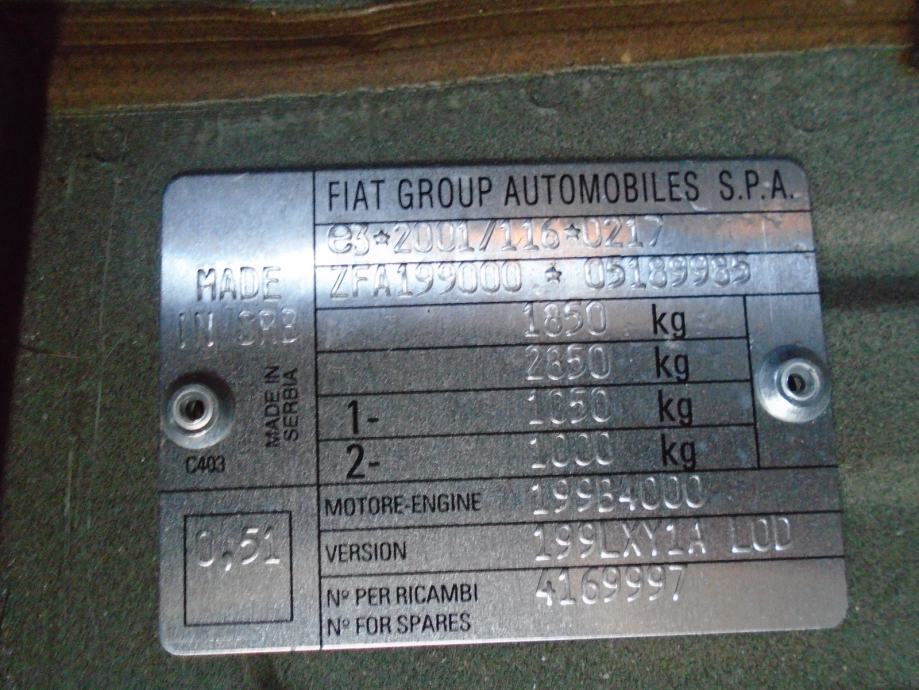 FIAT GROUP AUTOMOBILES S.P.A.
e3*2001/116*0217
ZFA199000 * 05189985
MADE
IN SRB
1850 kg
2850 kg
1- 1050 kg
2- 1000 kg
MADE IN
SERBIA
C403
MOTORE-ENGINE 199B4000
0,51
VERSION 199LXY1A LOD
Nº PER RICAMBI 4169997
Nº FOR SPARES